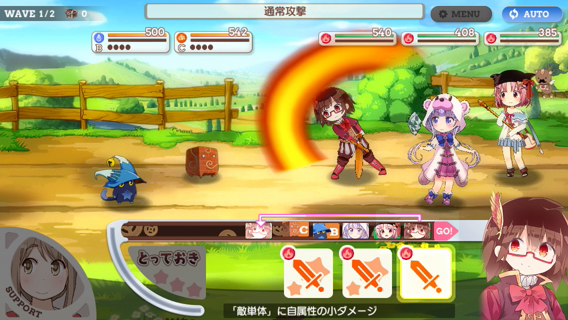 WAVE 1/2 0
通常攻撃
MENU
AUTO
B 500
C 542
540
408
385
C B GO!
SUPPORT
とっておき
「敵単体」に自属性の小ダメージ